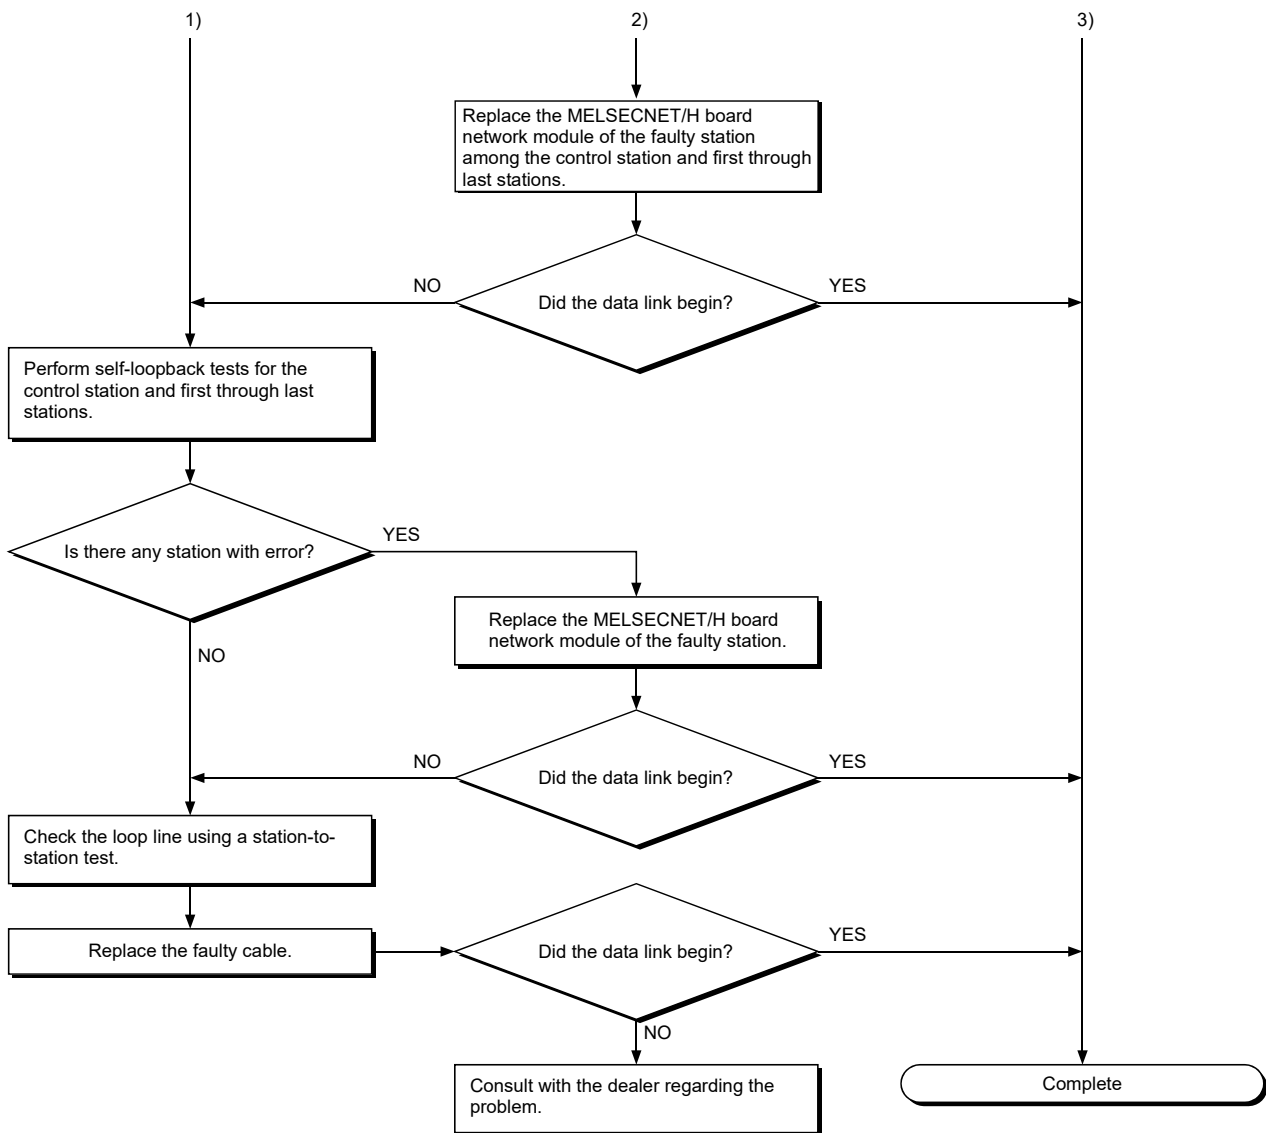 1)
2)
3)
Replace the MELSECNET/H board
network module of the faulty station
among the control station and first through
last stations.
NO
YES
Did the data link begin?
Perform self-loopback tests for the
control station and first through last
stations.
YES
Is there any station with error?
Replace the MELSECNET/H board
network module of the faulty station.
NO
NO
YES
Did the data link begin?
Check the loop line using a station-to-
station test.
YES
Replace the faulty cable.
Did the data link begin?
NO
Consult with the dealer regarding the
problem.
Complete